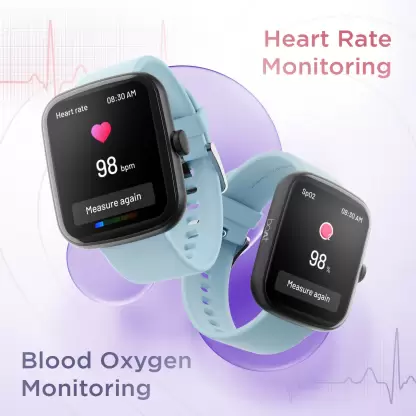 Heart Rate
Monitoring
Heart rate
08:30 AM
98 bpm
Measure again
SpO2
08:30 AM
98 %
Measure again
boAt
Blood Oxygen
Monitoring